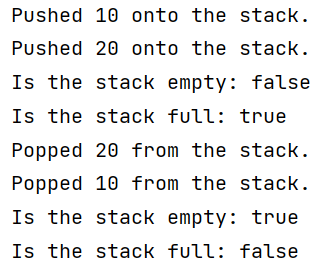 Pushed 10 onto the stack.
Pushed 20 onto the stack.
Is the stack empty: false
Is the stack full: true
Popped 20 from the stack.
Popped 10 from the stack.
Is the stack empty: true
Is the stack full: false